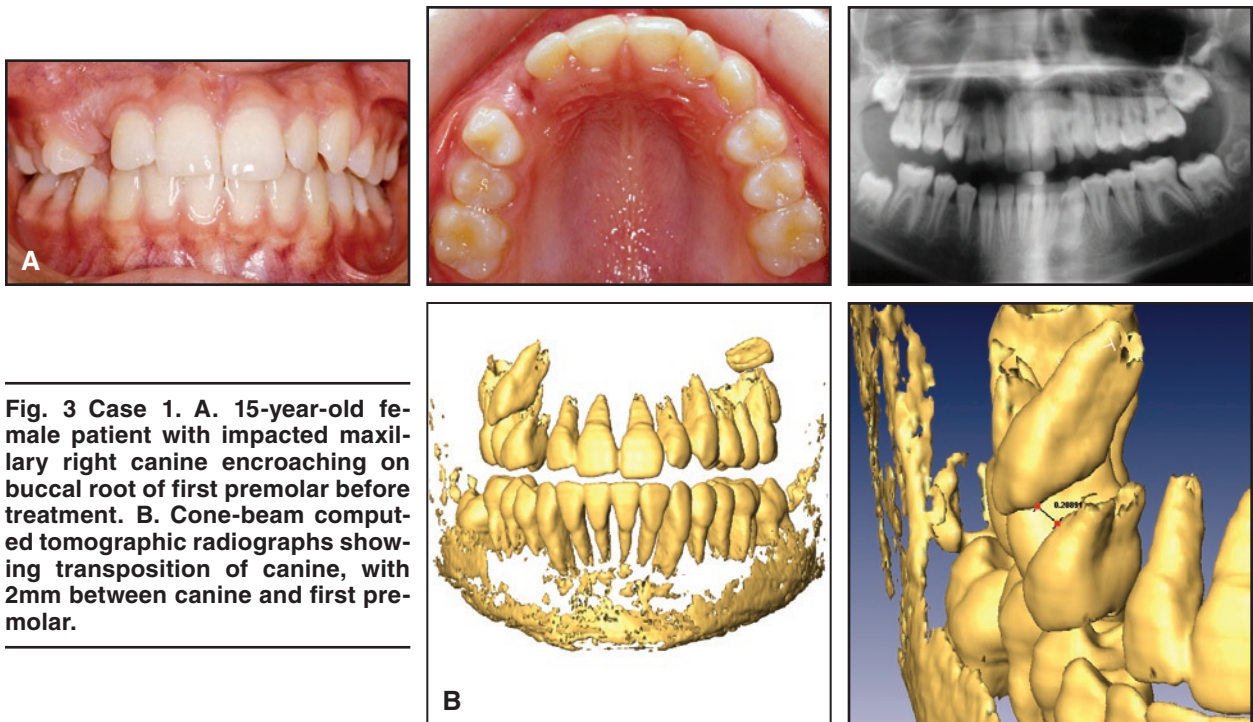 A
Fig. 3 Case 1. A. 15-year-old fe-
male patient with impacted maxil-
lary right canine encroaching on
buccal root of first premolar before
treatment. B. Cone-beam comput-
ed tomographic radiographs show-
ing transposition of canine, with
2mm between canine and first pre-
molar.
B